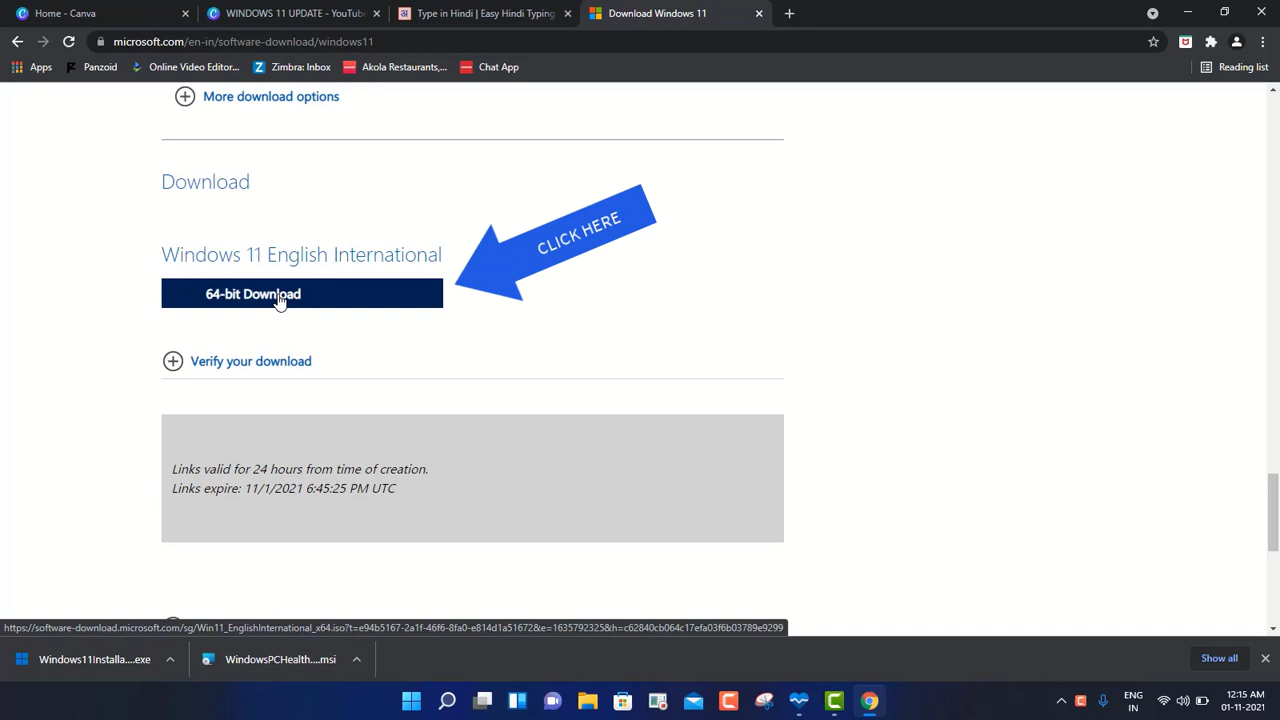 Home - Canva
WINDOWS 11 UPDATE - YouTub
Type in Hindi | Easy Hindi Typing
Download Windows 11
microsoft.com/en-in/software-download/windows11
Apps
Panzoid
Online Video Editor...
Zimbra: Inbox
Akola Restaurants,...
Chat App
Reading list
More download options
Download
CLICK HERE
Windows 11 English International
64-bit Download
Verify your download
Links valid for 24 hours from time of creation.
Links expire: 11/1/2021 6:45:25 PM UTC
https://software-download.microsoft.com/sg/Win11_EnglishInternational_x64.iso?t=e94b5167-2a1f-46f6-8fa0-e814d1a51672&e=1635792325&h=c62840cb064c17efa03f6b03789e9299
Windows11Installa....exe
WindowsPCHealth....msi
Show all
ENG
IN
12:15 AM
01-11-2021